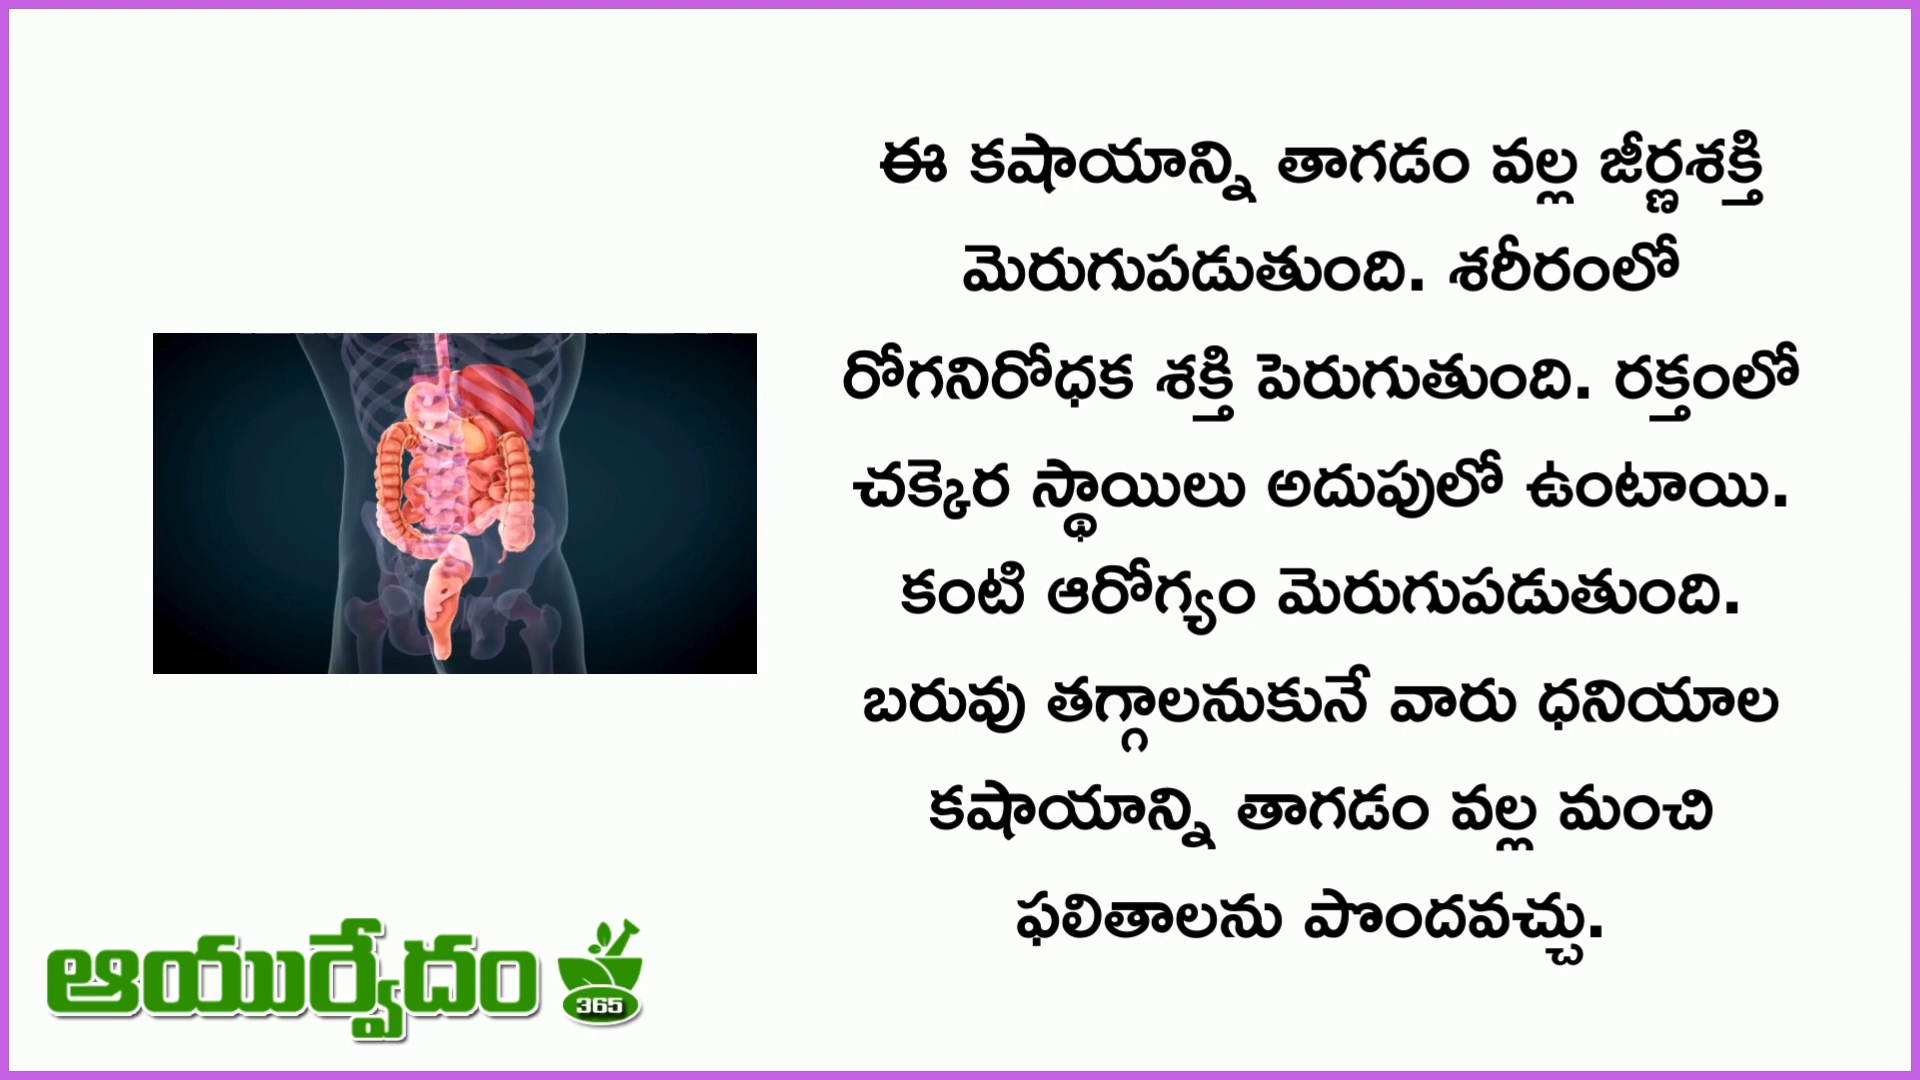 ఈ కషాయాన్ని తాగడం వల్ల జీర్ణశక్తి
మెరుగుపడుతుంది. శరీరంలో
రోగనిరోధక శక్తి పెరుగుతుంది. రక్తంలో
చక్కెర స్థాయిలు అదుపులో ఉంటాయి.
కంటి ఆరోగ్యం మెరుగుపడుతుంది.
బరువు తగ్గాలనుకునే వారు ధనియాల
కషాయాన్ని తాగడం వల్ల మంచి
ఫలితాలను పొందవచ్చు.
ఆయుర్వేదం
365